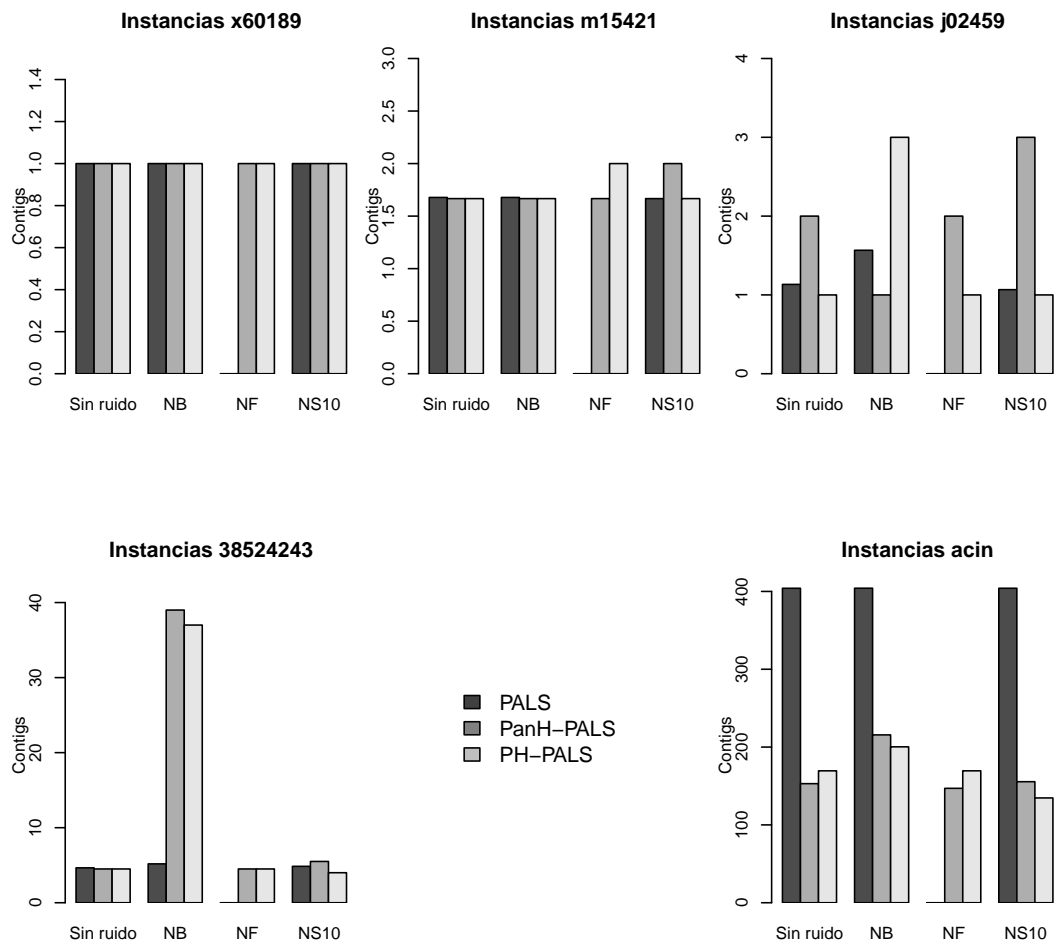 Instancias x60189
Contigs
0.0 0.2 0.4 0.6 0.8 1.0 1.2 1.4
Sin ruido NB NF NS10
Instancias m15421
Contigs
0.0 0.5 1.0 1.5 2.0 2.5 3.0
Sin ruido NB NF NS10
Instancias j02459
Contigs
0 1 2 3 4
Sin ruido NB NF NS10
Instancias 38524243
Contigs
0 10 20 30 40
Sin ruido NB NF NS10
PALS
PanH−PALS
PH−PALS
Instancias acin
Contigs
0 100 200 300 400
Sin ruido NB NF NS10